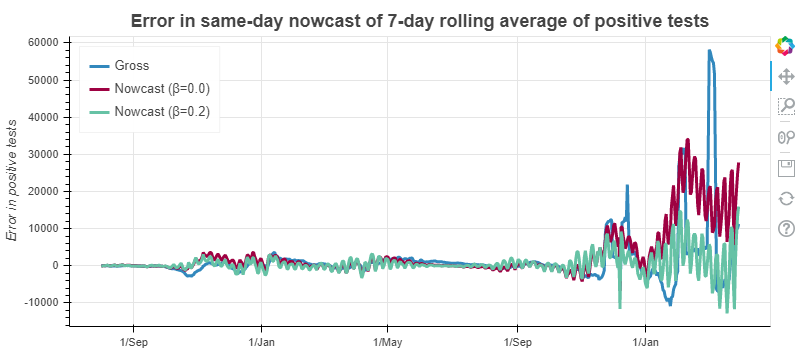 Error in same-day nowcast of 7-day rolling average of positive tests
60000
50000
40000
30000
20000
10000
0
-10000
Error in positive tests
Gross
Nowcast (β=0.0)
Nowcast (β=0.2)
1/Sep
1/Jan
1/May
1/Sep
1/Jan